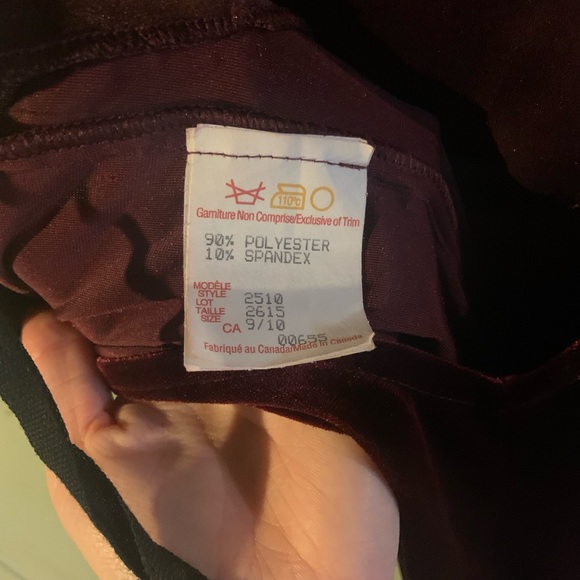 110°c
Garniture Non Comprise/Exclusive of Trim
90% POLYESTER
10% SPANDEX
MODÈLE
STYLE 2510
LOT 2615
TAILLE
SIZE CA 9/10
00655
Fabriqué au Canada/Made in Canada